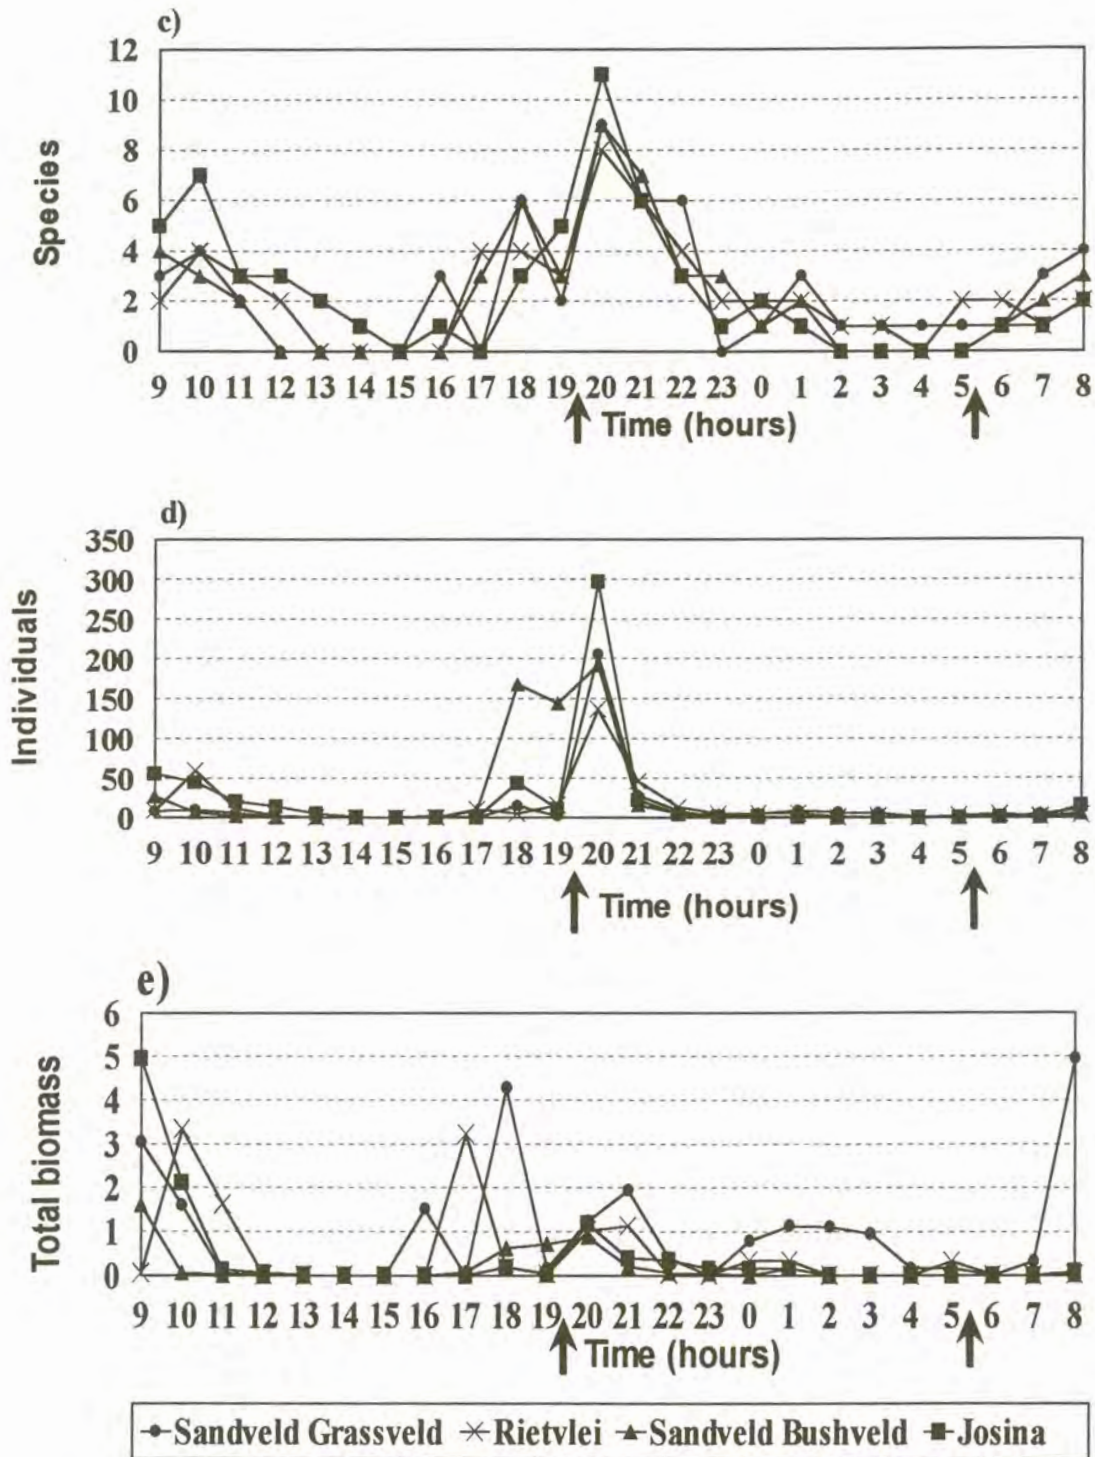 c)
12
10
8
6
4
2
0
Species
9 10 11 12 13 14 15 16 17 18 19 20 21 22 23 0 1 2 3 4 5 6 7 8
Time (hours)
d)
350
300
250
200
150
100
50
0
Individuals
9 10 11 12 13 14 15 16 17 18 19 20 21 22 23 0 1 2 3 4 5 6 7 8
Time (hours)
e)
6
5
4
3
2
1
0
Total biomass
9 10 11 12 13 14 15 16 17 18 19 20 21 22 23 0 1 2 3 4 5 6 7 8
Time (hours)
Sandveld Grassveld Rietvlei Sandveld Bushveld Josina